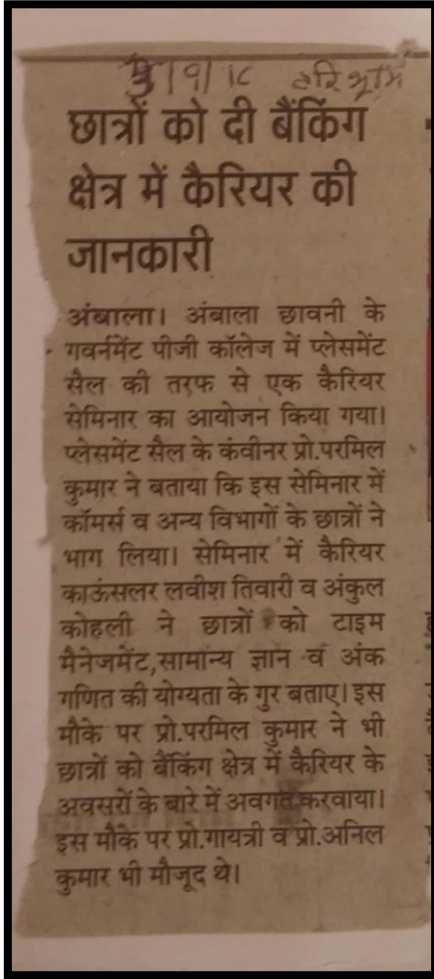 5/9/18 हरिभूमि
छात्रों को दी बैंकिंग
क्षेत्र में कैरियर की
जानकारी
अंबाला। अंबाला छावनी के
गवर्नमेंट पीजी कॉलेज में प्लेसमेंट
सैल की तरफ से एक कैरियर
सेमिनार का आयोजन किया गया।
प्लेसमेंट सैल के कंवीनर प्रो.परमिल
कुमार ने बताया कि इस सेमिनार में
कॉमर्स व अन्य विभागों के छात्रों ने
भाग लिया। सेमिनार में कैरियर
काऊंसलर लवीश तिवारी व अंकुल
कोहली ने छात्रों को टाइम
मैनेजमेंट,सामान्य ज्ञान व अंक
गणित की योग्यता के गुर बताए। इस
मौके पर प्रो.परमिल कुमार ने भी
छात्रों को बैंकिंग क्षेत्र में कैरियर के
अवसरों के बारे में अवगत करवाया।
इस मौके पर प्रो.गायत्री व प्रो.अनिल
कुमार भी मौजूद थे।